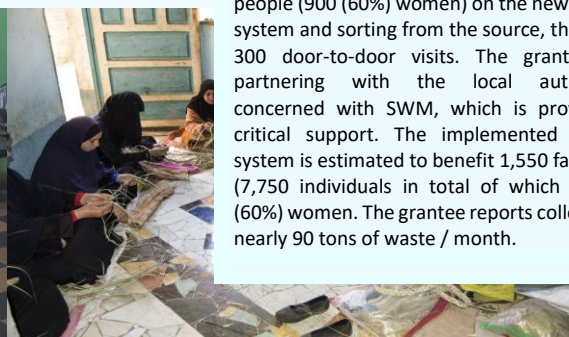 people (900 (60%) women) on the new
system and sorting from the source, th
300 door-to-door visits. The grant
partnering with the local aut
concerned with SWM, which is pro
critical support. The implemented
system is estimated to benefit 1,550 fa
(7,750 individuals in total of which
(60%) women. The grantee reports colle
nearly 90 tons of waste / month.